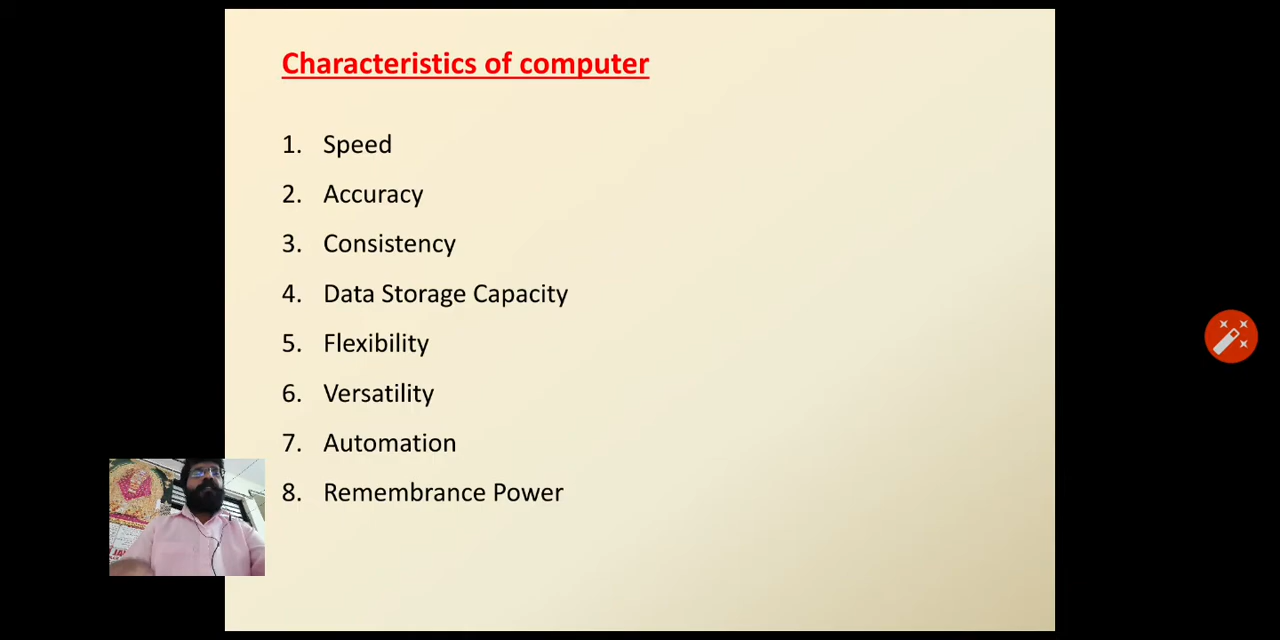 Characteristics of computer
1. Speed
2. Accuracy
3. Consistency
4. Data Storage Capacity
5. Flexibility
6. Versatility
7. Automation
8. Remembrance Power